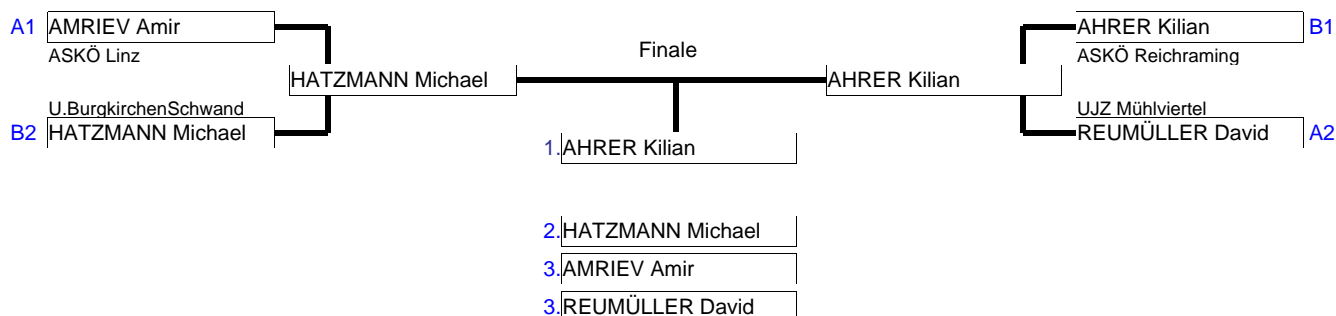 A1 AMRIEV Amir
ASKÖ Linz
U.BurgkirchenSchwand
B2 HATZMANN Michael
HATZMANN Michael
Finale
AHRER Kilian
AHRER Kilian B1
ASKÖ Reichraming
UJZ Mühlviertel
REUMÜLLER David A2
1. AHRER Kilian
2. HATZMANN Michael
3. AMRIEV Amir
3. REUMÜLLER David